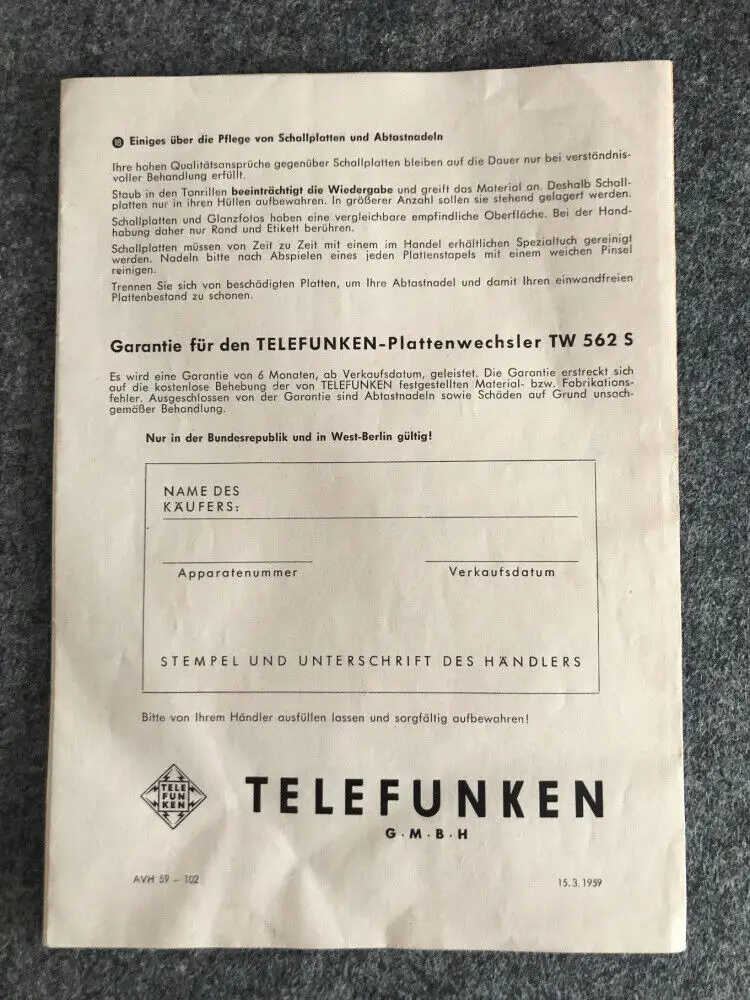 ⑱ Einiges über die Pflege von Schallplatten und Abtastnadeln
Ihre hohen Qualitätsansprüche gegenüber Schallplatten bleiben auf die Dauer nur bei verständnis-
voller Behandlung erfüllt.
Staub in den Tonrillen beeinträchtigt die Wiedergabe und greift das Material an. Deshalb Schall-
platten nur in ihren Hüllen aufbewahren. In größerer Anzahl sollen sie stehend gelagert werden.
Schallplatten und Glanzfotos haben eine vergleichbare empfindliche Oberfläche. Bei der Hand-
habung daher nur Rand und Etikett berühren.
Schallplatten müssen von Zeit zu Zeit mit einem im Handel erhältlichen Spezialtuch gereinigt
werden. Nadeln bitte nach Abspielen eines jeden Plattenstapels mit einem weichen Pinsel
reinigen.
Trennen Sie sich von beschädigten Platten, um Ihre Abtastnadel und damit Ihren einwandfreien
Plattenbestand zu schonen.
Garantie für den TELEFUNKEN-Plattenwechsler TW 562 S
Es wird eine Garantie von 6 Monaten, ab Verkaufsdatum, geleistet. Die Garantie erstreckt sich
auf die kostenlose Behebung der von TELEFUNKEN festgestellten Material- bzw. Fabrikations-
fehler. Ausgeschlossen von der Garantie sind Abtastnadeln sowie Schäden auf Grund unsach-
gemäßer Behandlung.
Nur in der Bundesrepublik und in West-Berlin gültig!
NAME DES
KÄUFERS:
Apparatenummer Verkaufsdatum
STEMPEL UND UNTERSCHRIFT DES HÄNDLERS
Bitte von Ihrem Händler ausfüllen lassen und sorgfältig aufbewahren!
TELE
FUN
KEN
TELEFUNKEN
G·M·B·H
AVH 59 – 102 15.3.1959